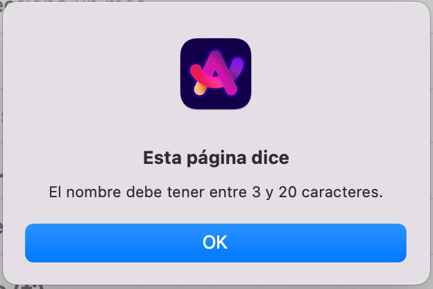 Esta página dice
El nombre debe tener entre 3 y 20 caracteres.
OK